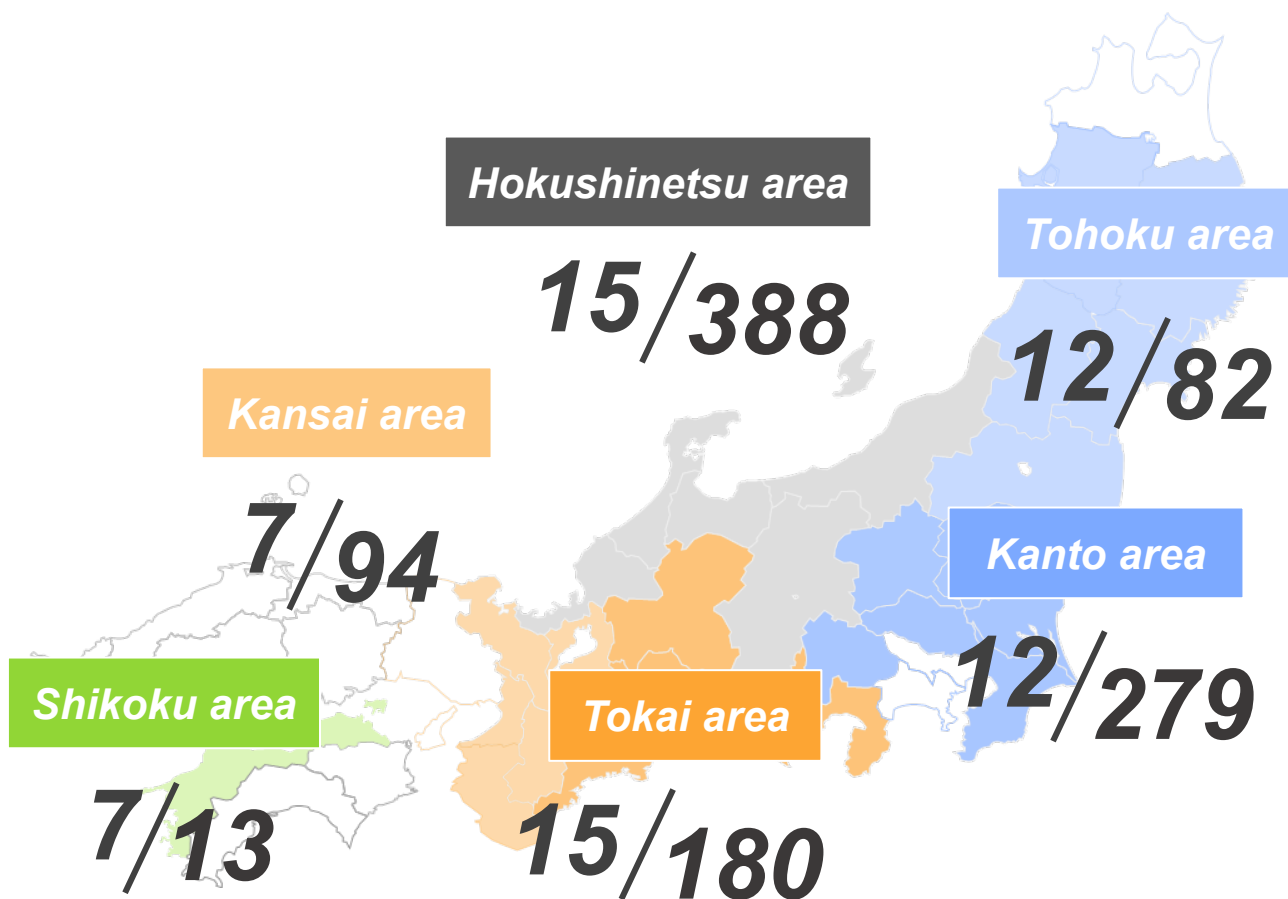 Hokushinetsu area
15/388
Tohoku area
12/82
Kansai area
7/94
Kanto area
12/279
Shikoku area
7/13
Tokai area
15/180